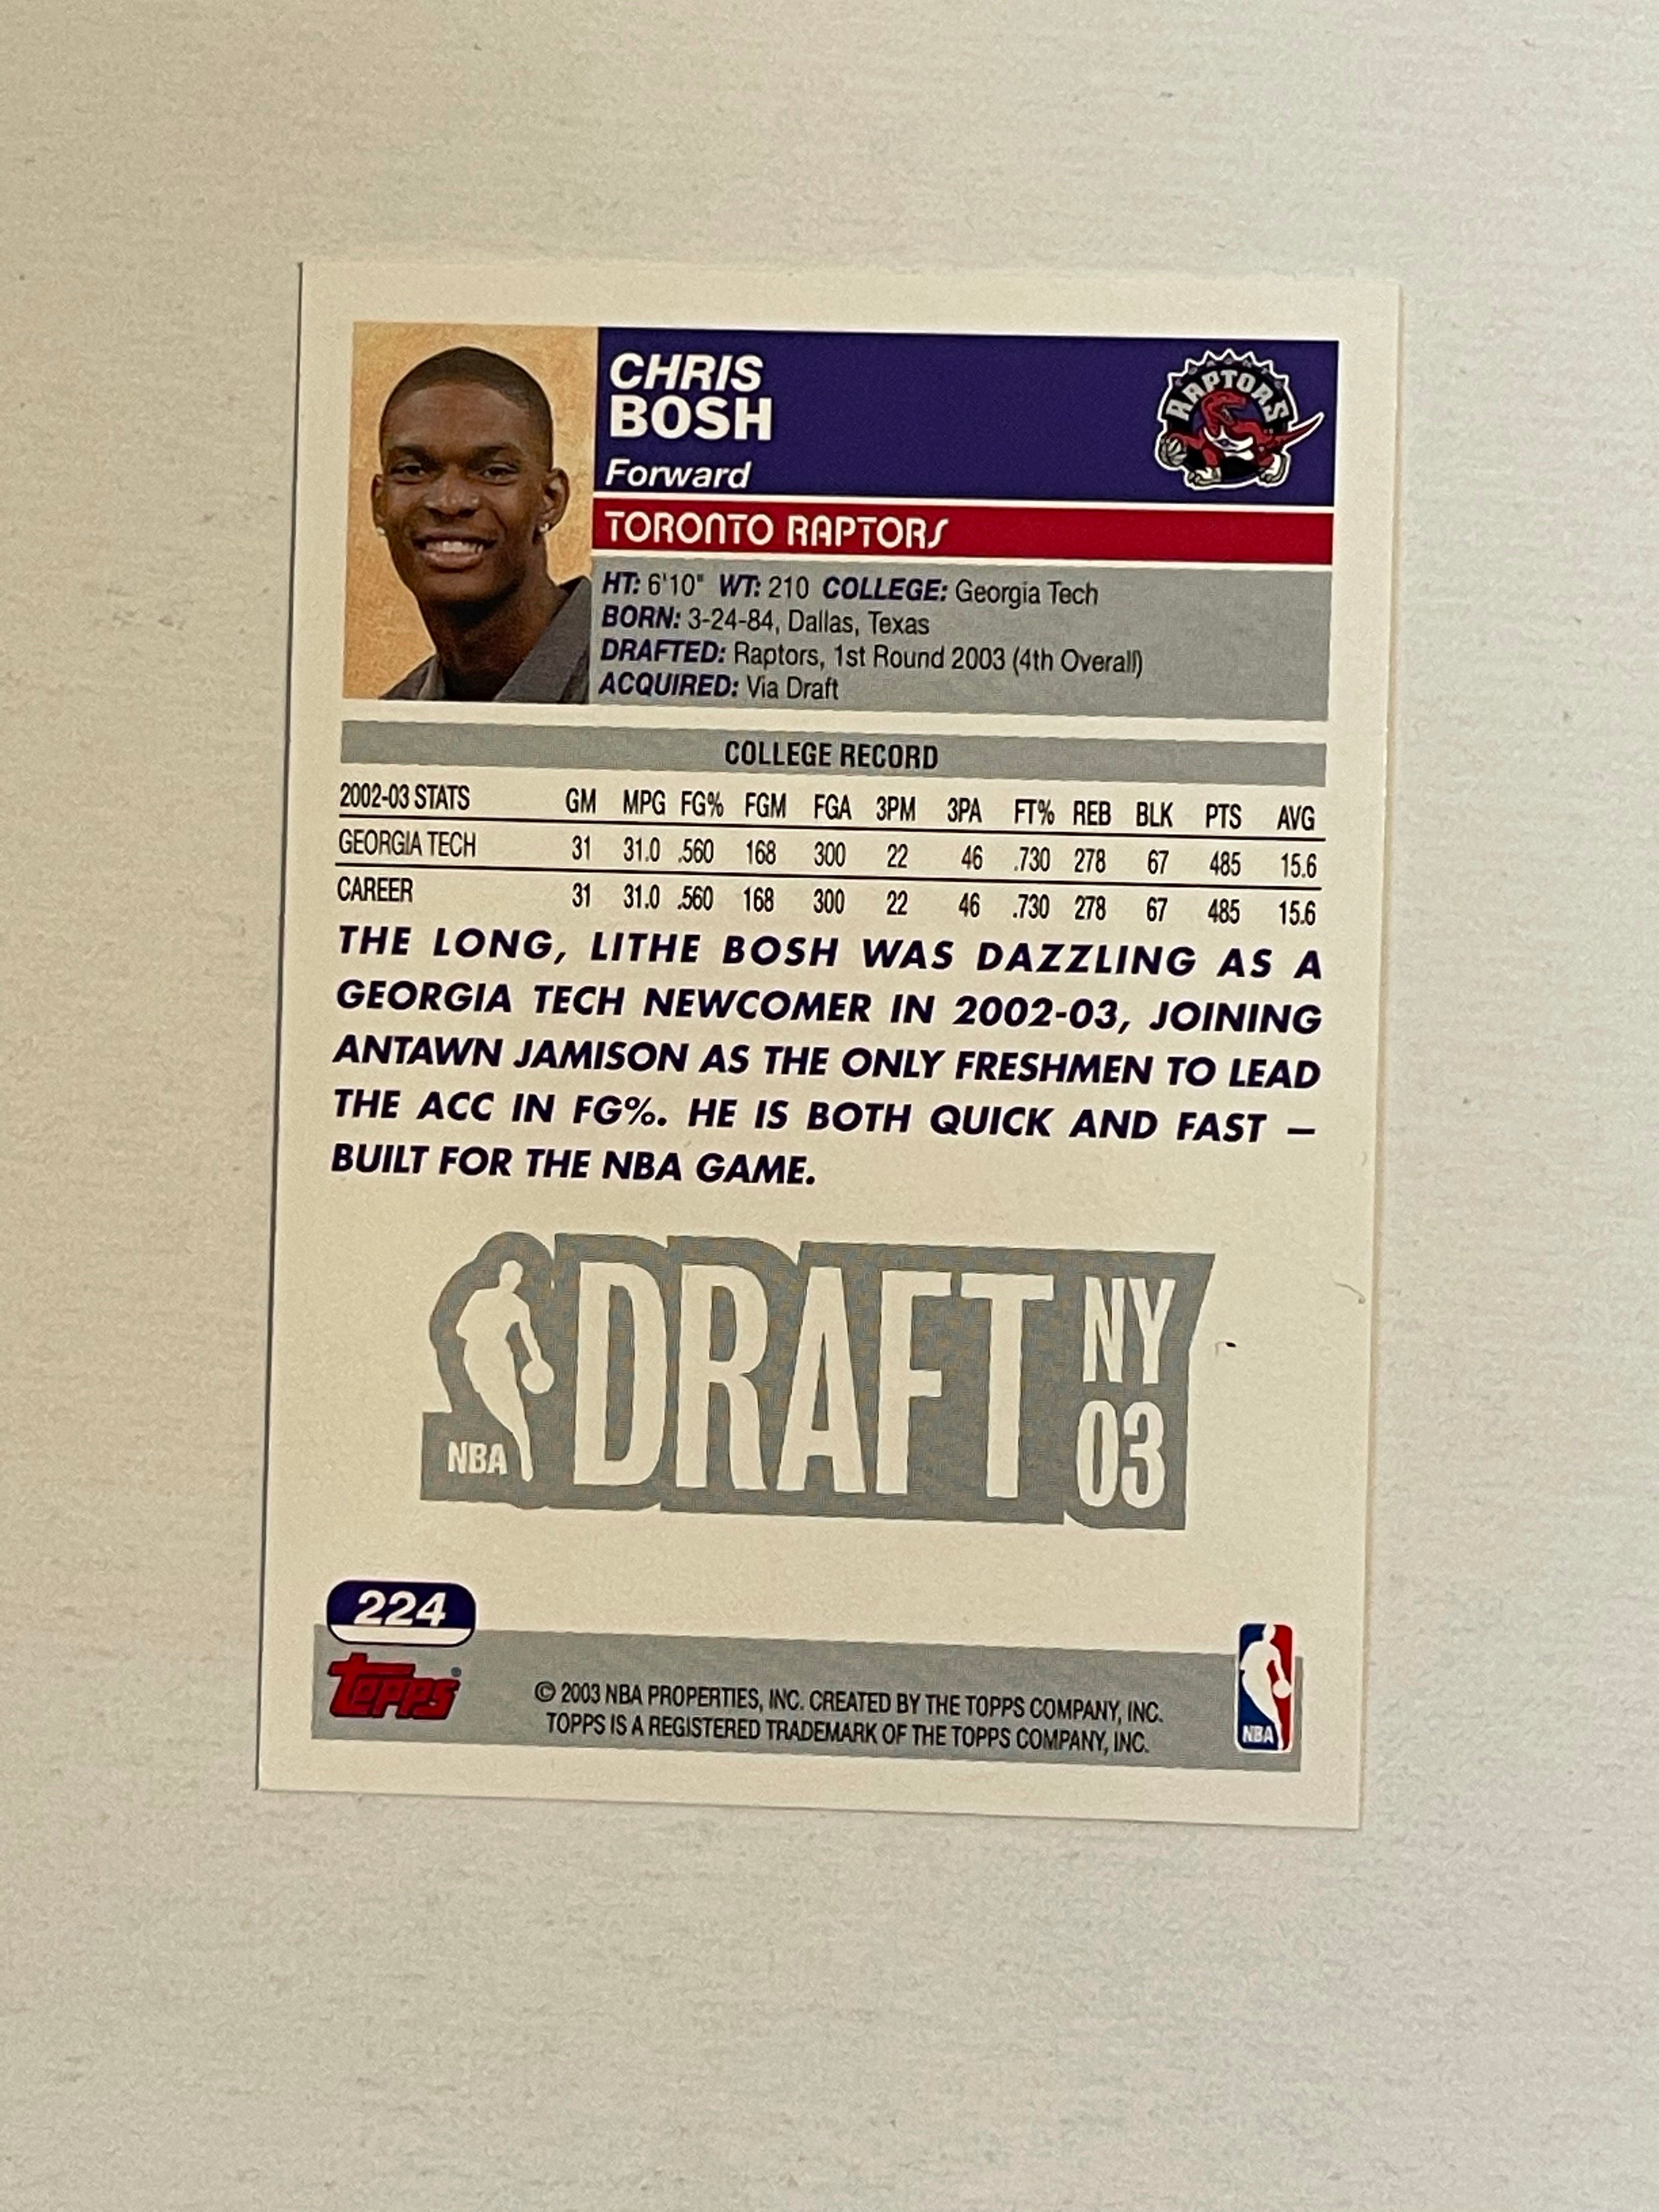 CHRIS
BOSH
Forward
RAPTORS
TORONTO RAPTORS
HT: 6'10" WT: 210 COLLEGE: Georgia Tech
BORN: 3-24-84, Dallas, Texas
DRAFTED: Raptors, 1st Round 2003 (4th Overall)
ACQUIRED: Via Draft
COLLEGE RECORD
2002-03 STATS GM MPG FG% FGM FGA 3PM 3PA FT% REB BLK PTS AVG
GEORGIA TECH 31 31.0 .560 168 300 22 46 .730 278 67 485 15.6
CAREER 31 31.0 .560 168 300 22 46 .730 278 67 485 15.6
THE LONG, LITHE BOSH WAS DAZZLING AS A
GEORGIA TECH NEWCOMER IN 2002-03, JOINING
ANTAWN JAMISON AS THE ONLY FRESHMEN TO LEAD
THE ACC IN FG%. HE IS BOTH QUICK AND FAST –
BUILT FOR THE NBA GAME.
NBA DRAFT NY
03
224
Topps
© 2003 NBA PROPERTIES, INC. CREATED BY THE TOPPS COMPANY, INC.
TOPPS IS A REGISTERED TRADEMARK OF THE TOPPS COMPANY, INC.
NBA